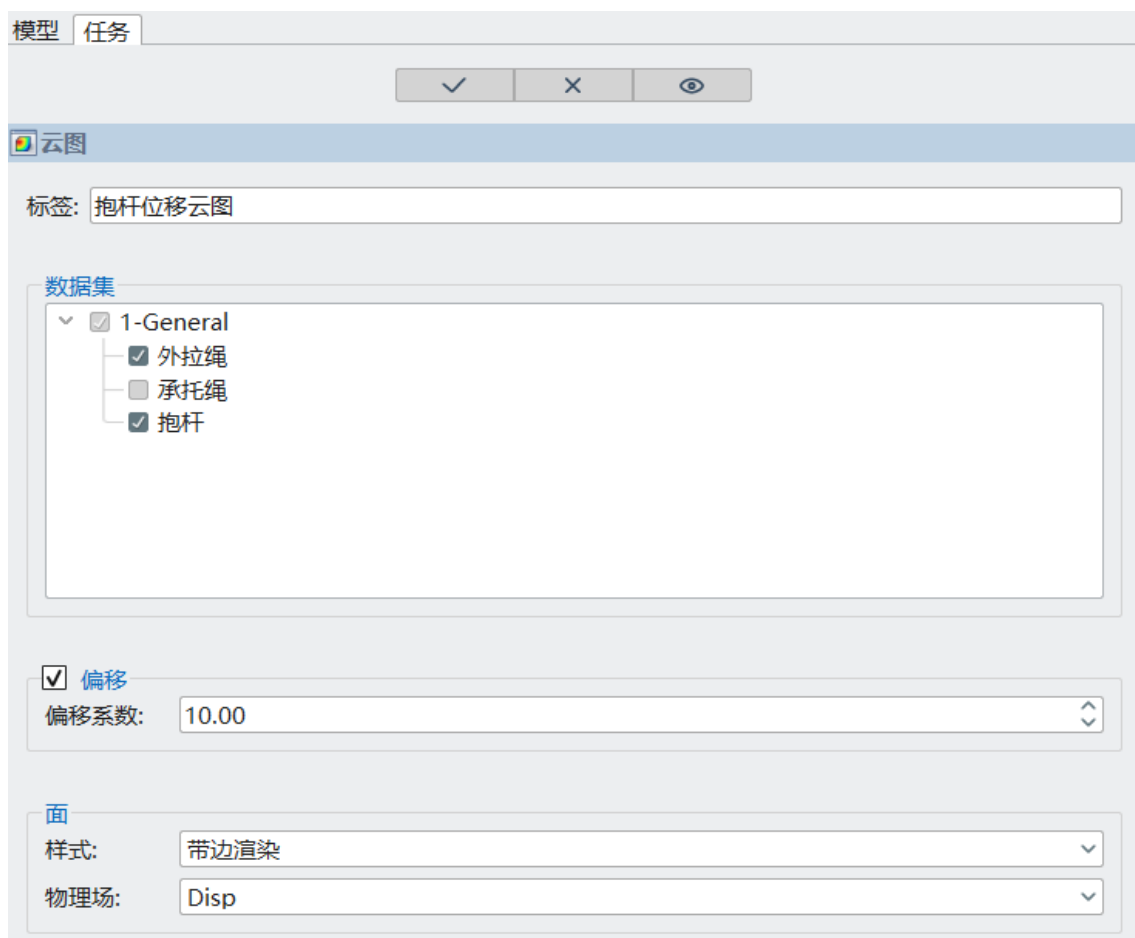 模型 任务
云图
标签: 抱杆位移云图
数据集
1-General
外拉绳
承托绳
抱杆
偏移
偏移系数: 10.00
面
样式: 带边渲染
物理场: Disp